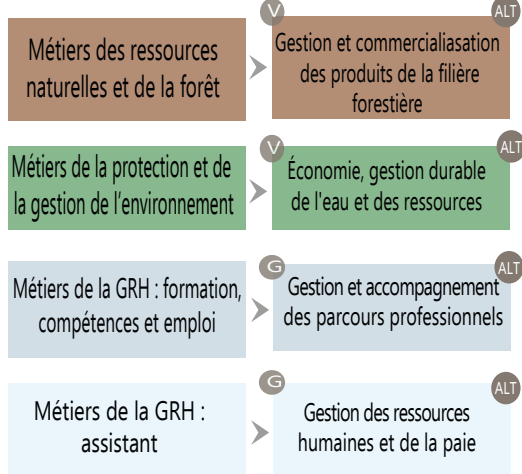 V
ALT
Métiers des ressources
naturelles et de la forêt
Gestion et commercialiasation
des produits de la filière
forestière
V
ALT
Métiers de la protection et de
la gestion de l'environnement
Économie, gestion durable
de l'eau et des ressources
G
ALT
Métiers de la GRH : formation,
compétences et emploi
Gestion et accompagnement
des parcours professionnels
G
ALT
Métiers de la GRH :
assistant
Gestion des ressources
humaines et de la paie